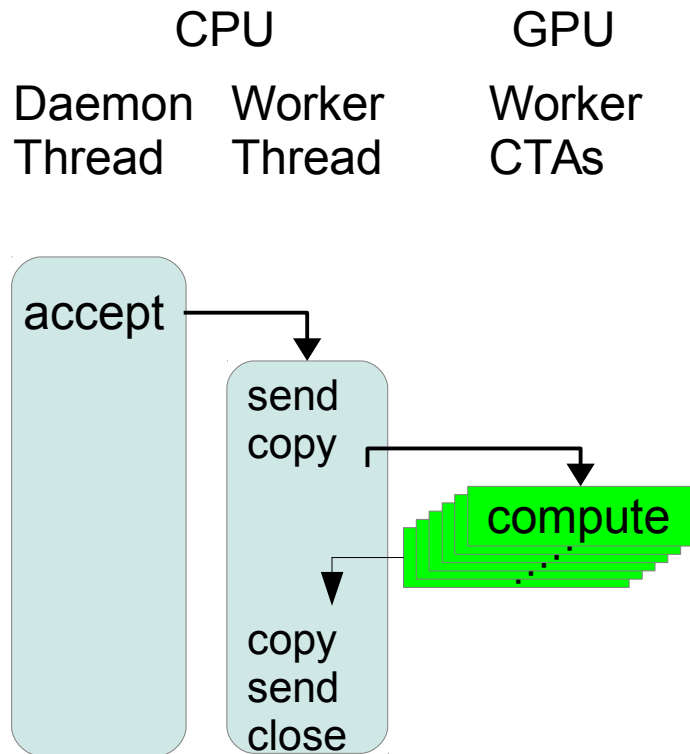 CPU
GPU
Daemon Thread
Worker Thread
Worker CTAs
accept
send
copy
compute
copy
send
close